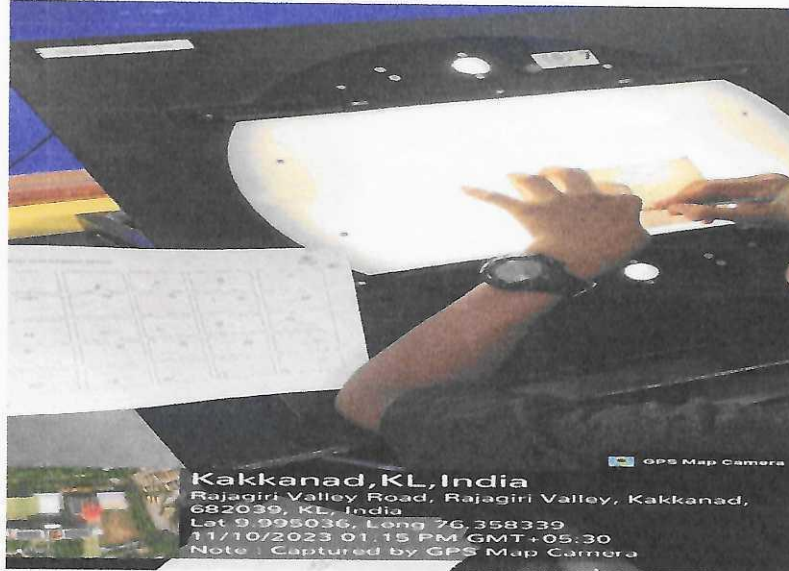 GPS Map Camera
Kakkanad,KL,India
Rajagiri Valley Road, Rajagiri Valley, Kakkanad,
682039, KL, India
Lat 9.995036, Long 76.358339
11/10/2023 01.15 PM GMT+05:30
Note : Captured by GPS Map Camera